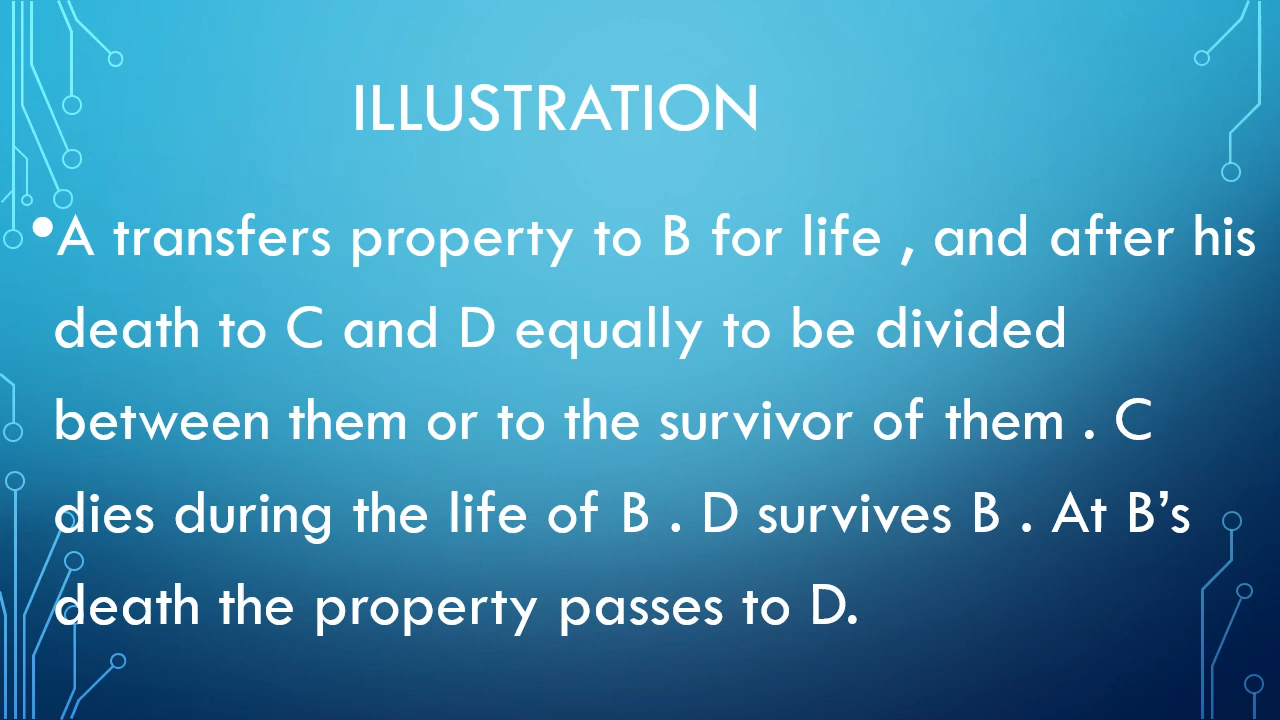 ILLUSTRATION
•A transfers property to B for life , and after his
death to C and D equally to be divided
between them or to the survivor of them . C
dies during the life of B . D survives B . At B’s
death the property passes to D.